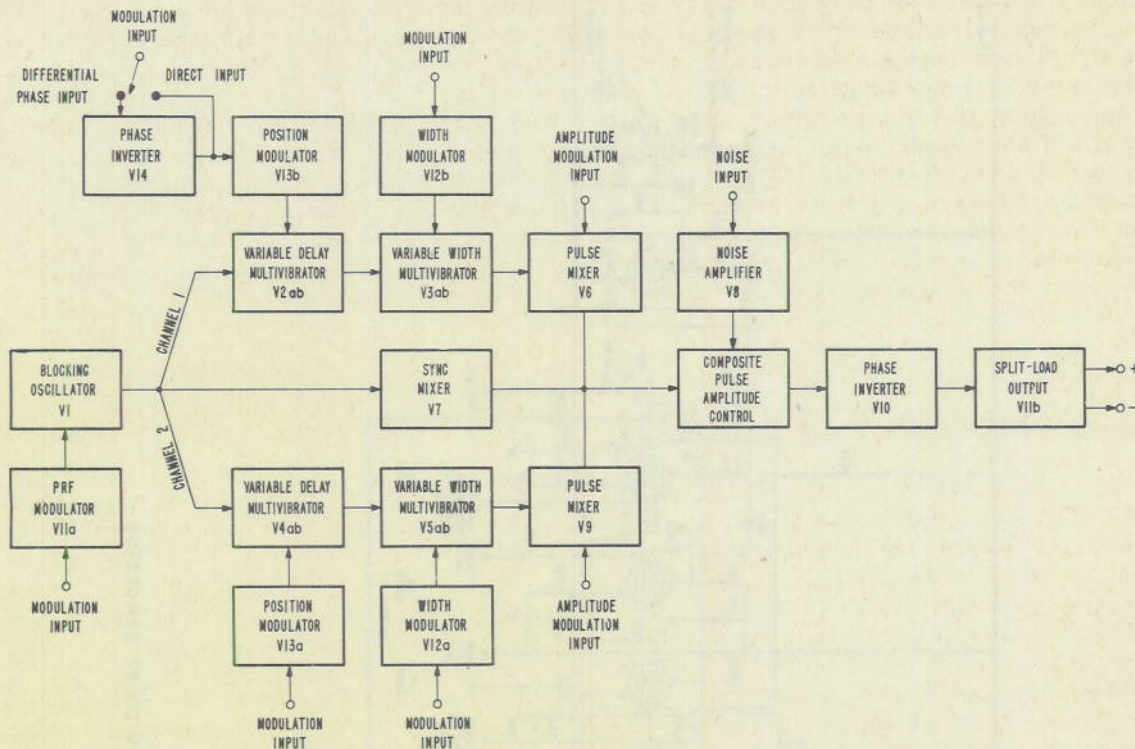 MODULATION
INPUT
DIFFERENTIAL
PHASE INPUT
DIRECT INPUT
MODULATION
INPUT
PHASE
INVERTER
V14
POSITION
MODULATOR
V13b
WIDTH
MODULATOR
V12b
AMPLITUDE
MODULATION
INPUT
NOISE
INPUT
VARIABLE DELAY
MULTIVIBRATOR
V2ab
VARIABLE WIDTH
MULTIVIBRATOR
V3ab
PULSE
MIXER
V6
NOISE
AMPLIFIER
V8
CHANNEL 1
BLOCKING
OSCILLATOR
V1
SYNC
MIXER
V7
COMPOSITE
PULSE
AMPLITUDE
CONTROL
PHASE
INVERTER
V10
SPLIT-LOAD
OUTPUT
V11b
+
−
CHANNEL 2
PRF
MODULATOR
V11a
VARIABLE DELAY
MULTIVIBRATOR
V4ab
VARIABLE WIDTH
MULTIVIBRATOR
V5ab
PULSE
MIXER
V9
MODULATION
INPUT
POSITION
MODULATOR
V13a
WIDTH
MODULATOR
V12a
AMPLITUDE
MODULATION
INPUT
MODULATION
INPUT
MODULATION
INPUT